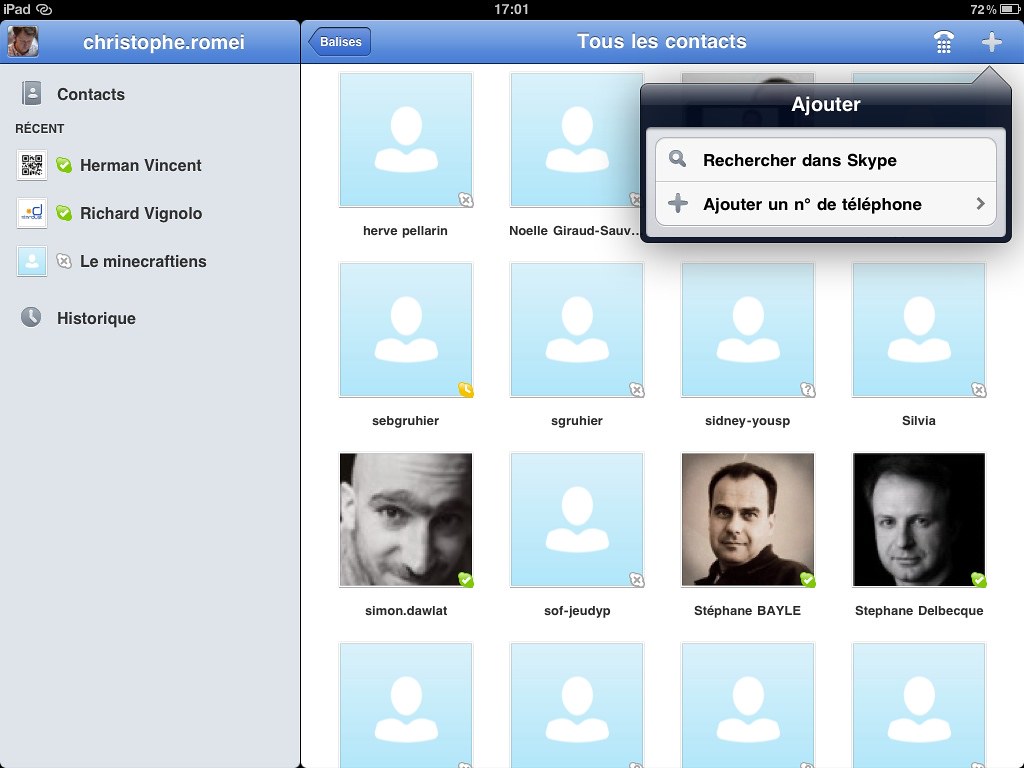 iPad 17:01 72%
christophe.romei
Balises
Tous les contacts
Contacts
RÉCENT
Herman Vincent
Richard Vignolo
Le minecraftiens
Historique
Ajouter
Rechercher dans Skype
Ajouter un n° de téléphone
herve pellarin
Noelle Giraud-Sauv...
sebgruhier
sgruhier
sidney-yousp
Silvia
simon.dawlat
sof-jeudyp
Stéphane BAYLE
Stephane Delbecque